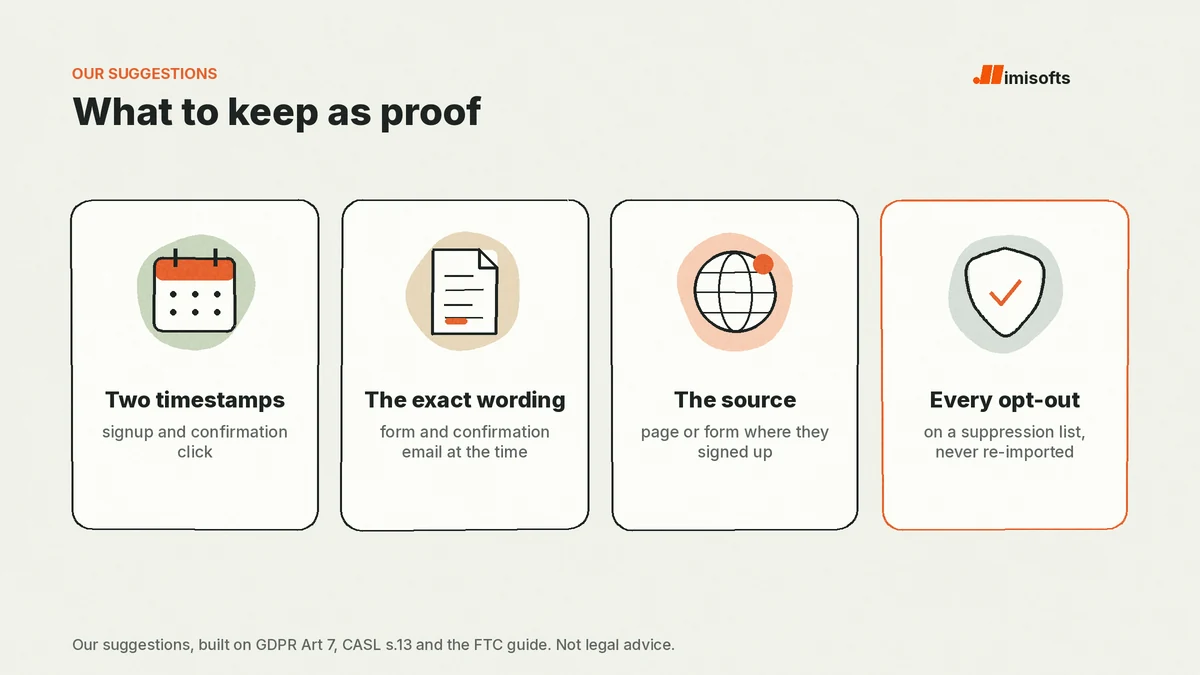 OUR SUGGESTIONS
What to keep as proof
imisofts
Two timestamps
signup and confirmation
click
The exact wording
form and confirmation
email at the time
The source
page or form where they
signed up
Every opt-out
on a suppression list,
never re-imported
Our suggestions, built on GDPR Art 7, CASL s.13 and the FTC guide. Not legal advice.